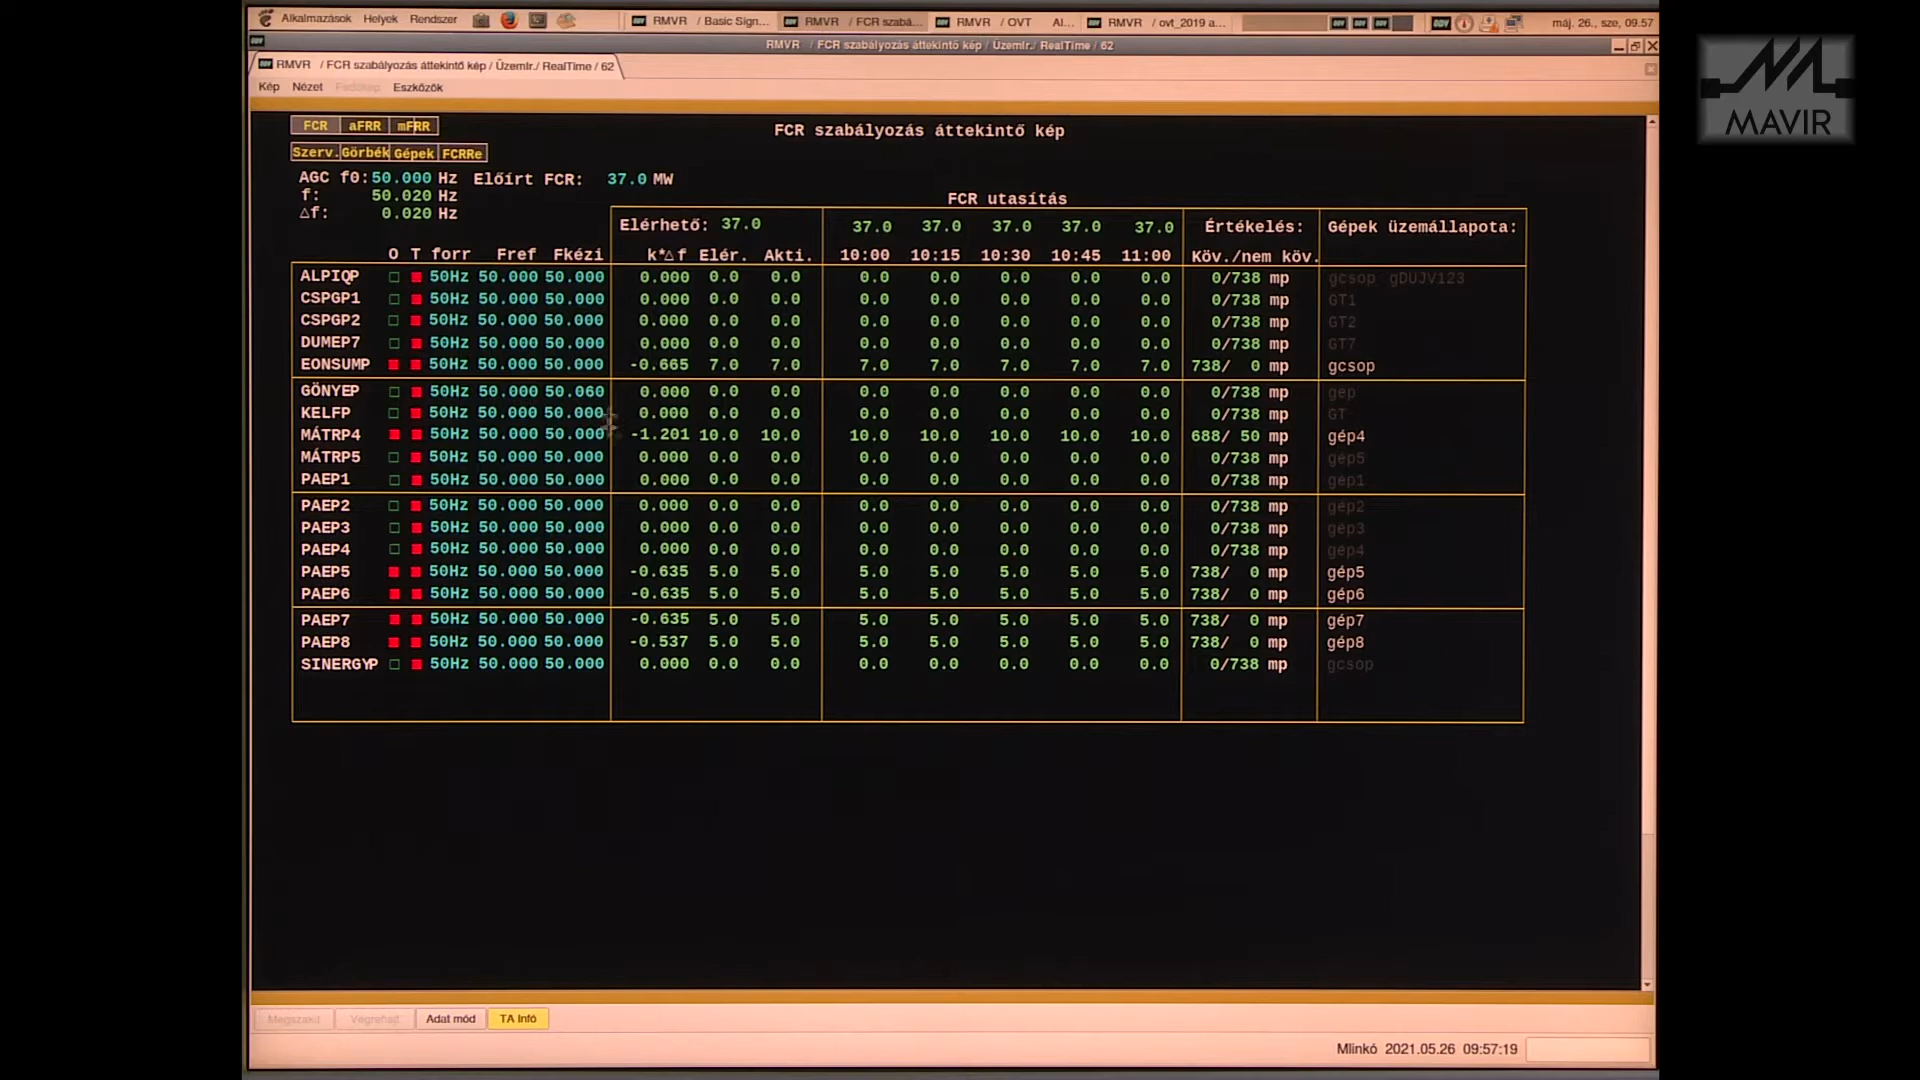 Alkalmazások Helyek Rendszer RMVR / Basic Sign... RMVR / FCR szabá... RMVR / OVT Al... RMVR / ovt_2019 a... máj. 26., sze, 09.57
RMVR / FCR szabályozás áttekintő kép / Üzemir./ RealTime / 62
RMVR / FCR szabályozás áttekintő kép / Üzemir./ RealTime / 62
Kép Nézet Eszközök
MAVIR
FCR aFRR mFRR
FCR szabályozás áttekintő kép
Szerv. Görbék Gépek FCRRe
AGC f0:50.000 Hz Előírt FCR: 37.0 MW
f: 50.020 Hz
Δf: 0.020 Hz
FCR utasítás
Elérhető: 37.0 37.0 37.0 37.0 37.0 37.0 Értékelés: Gépek üzemállapota:
O T forr Fref Fkézi k*Δf Elér. Akti. 10:00 10:15 10:30 10:45 11:00 Köv./nem köv.
ALPIQP 50Hz 50.000 50.000 0.000 0.0 0.0 0.0 0.0 0.0 0.0 0.0 0/738 mp gcsop gDUJV123
CSPGP1 50Hz 50.000 50.000 0.000 0.0 0.0 0.0 0.0 0.0 0.0 0.0 0/738 mp GT1
CSPGP2 50Hz 50.000 50.000 0.000 0.0 0.0 0.0 0.0 0.0 0.0 0.0 0/738 mp GT2
DUMEP7 50Hz 50.000 50.000 0.000 0.0 0.0 0.0 0.0 0.0 0.0 0.0 0/738 mp GT7
EONSUMP 50Hz 50.000 50.000 -0.665 7.0 7.0 7.0 7.0 7.0 7.0 7.0 738/ 0 mp gcsop
GÖNYEP 50Hz 50.000 50.060 0.000 0.0 0.0 0.0 0.0 0.0 0.0 0.0 0/738 mp gép
KELFP 50Hz 50.000 50.000 0.000 0.0 0.0 0.0 0.0 0.0 0.0 0.0 0/738 mp GT
MÁTRP4 50Hz 50.000 50.000 -1.201 10.0 10.0 10.0 10.0 10.0 10.0 10.0 688/ 50 mp gép4
MÁTRP5 50Hz 50.000 50.000 0.000 0.0 0.0 0.0 0.0 0.0 0.0 0.0 0/738 mp gép5
PAEP1 50Hz 50.000 50.000 0.000 0.0 0.0 0.0 0.0 0.0 0.0 0.0 0/738 mp gép1
PAEP2 50Hz 50.000 50.000 0.000 0.0 0.0 0.0 0.0 0.0 0.0 0.0 0/738 mp gép2
PAEP3 50Hz 50.000 50.000 0.000 0.0 0.0 0.0 0.0 0.0 0.0 0.0 0/738 mp gép3
PAEP4 50Hz 50.000 50.000 0.000 0.0 0.0 0.0 0.0 0.0 0.0 0.0 0/738 mp gép4
PAEP5 50Hz 50.000 50.000 -0.635 5.0 5.0 5.0 5.0 5.0 5.0 5.0 738/ 0 mp gép5
PAEP6 50Hz 50.000 50.000 -0.635 5.0 5.0 5.0 5.0 5.0 5.0 5.0 738/ 0 mp gép6
PAEP7 50Hz 50.000 50.000 -0.635 5.0 5.0 5.0 5.0 5.0 5.0 5.0 738/ 0 mp gép7
PAEP8 50Hz 50.000 50.000 -0.537 5.0 5.0 5.0 5.0 5.0 5.0 5.0 738/ 0 mp gép8
SINERGYP 50Hz 50.000 50.000 0.000 0.0 0.0 0.0 0.0 0.0 0.0 0.0 0/738 mp gcsop
Megszakít Végrehajt Adat mód TA Infó
Mlinkó 2021.05.26 09:57:19